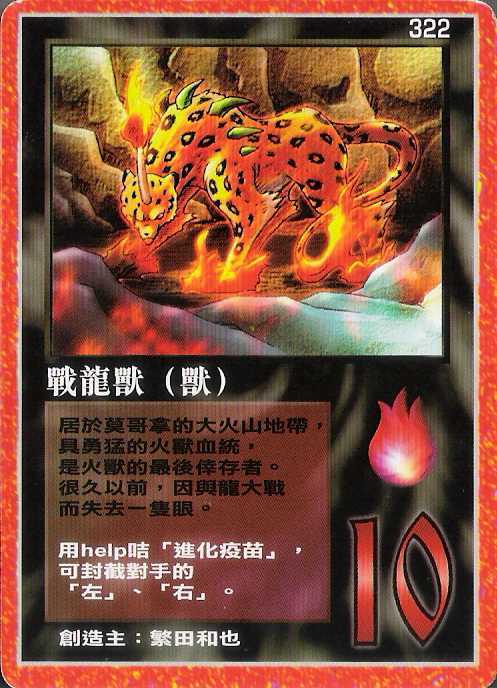 322
戰龍獸（獸）
居於莫哥拿的大火山地帶，
具勇猛的火獸血統，
是火獸的最後倖存者。
很久以前，因與龍大戰
而失去一隻眼。
用help咭「進化疫苗」，
可封截對手的
「左」、「右」。
創造主：繁田和也
10